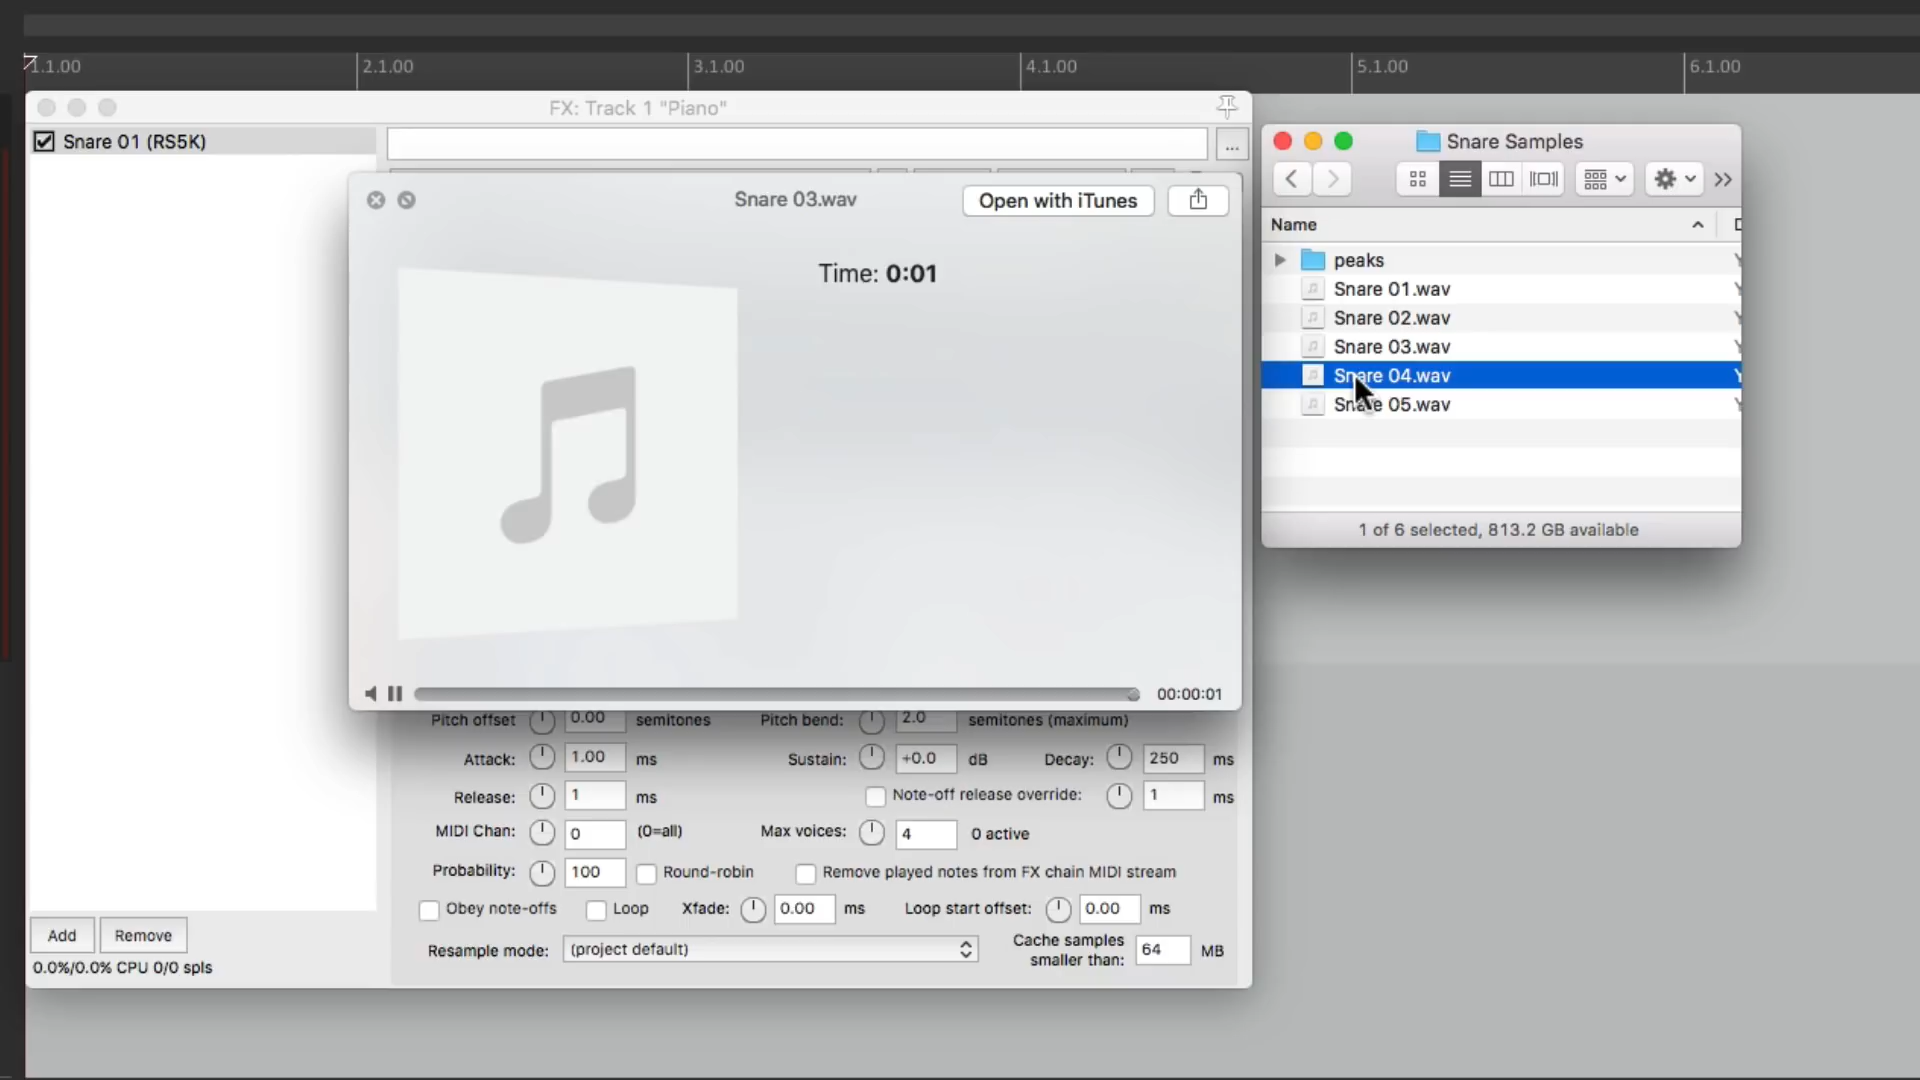 1.1.00
2.1.00
3.1.00
4.1.00
5.1.00
6.1.00
FX: Track 1 "Piano"
Snare 01 (RS5K)
...
Snare 03.wav
Open with iTunes
Time: 0:01
00:00:01
Pitch offset 0.00 semitones Pitch bend: 2.0 semitones (maximum)
Attack: 1.00 ms Sustain: +0.0 dB Decay: 250 ms
Release: 1 ms Note-off release override: 1 ms
MIDI Chan: 0 (0=all) Max voices: 4 0 active
Probability: 100 Round-robin Remove played notes from FX chain MIDI stream
Obey note-offs Loop Xfade: 0.00 ms Loop start offset: 0.00 ms
Resample mode: (project default) Cache samples
smaller than: 64 MB
Add Remove
0.0%/0.0% CPU 0/0 spls
Snare Samples
Name
peaks
Snare 01.wav
Snare 02.wav
Snare 03.wav
Snare 04.wav
Snare 05.wav
1 of 6 selected, 813.2 GB available